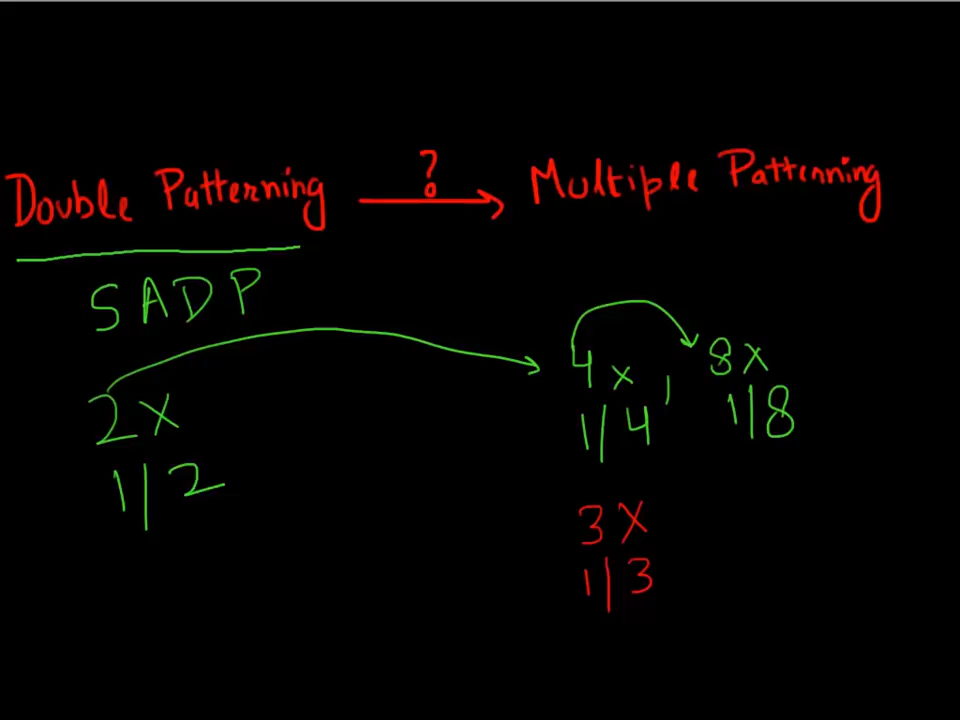 Double Patterning ? Multiple Patterning
SADP
2X 4x , 8X
1/2 1/4 1/8
3X
1/3